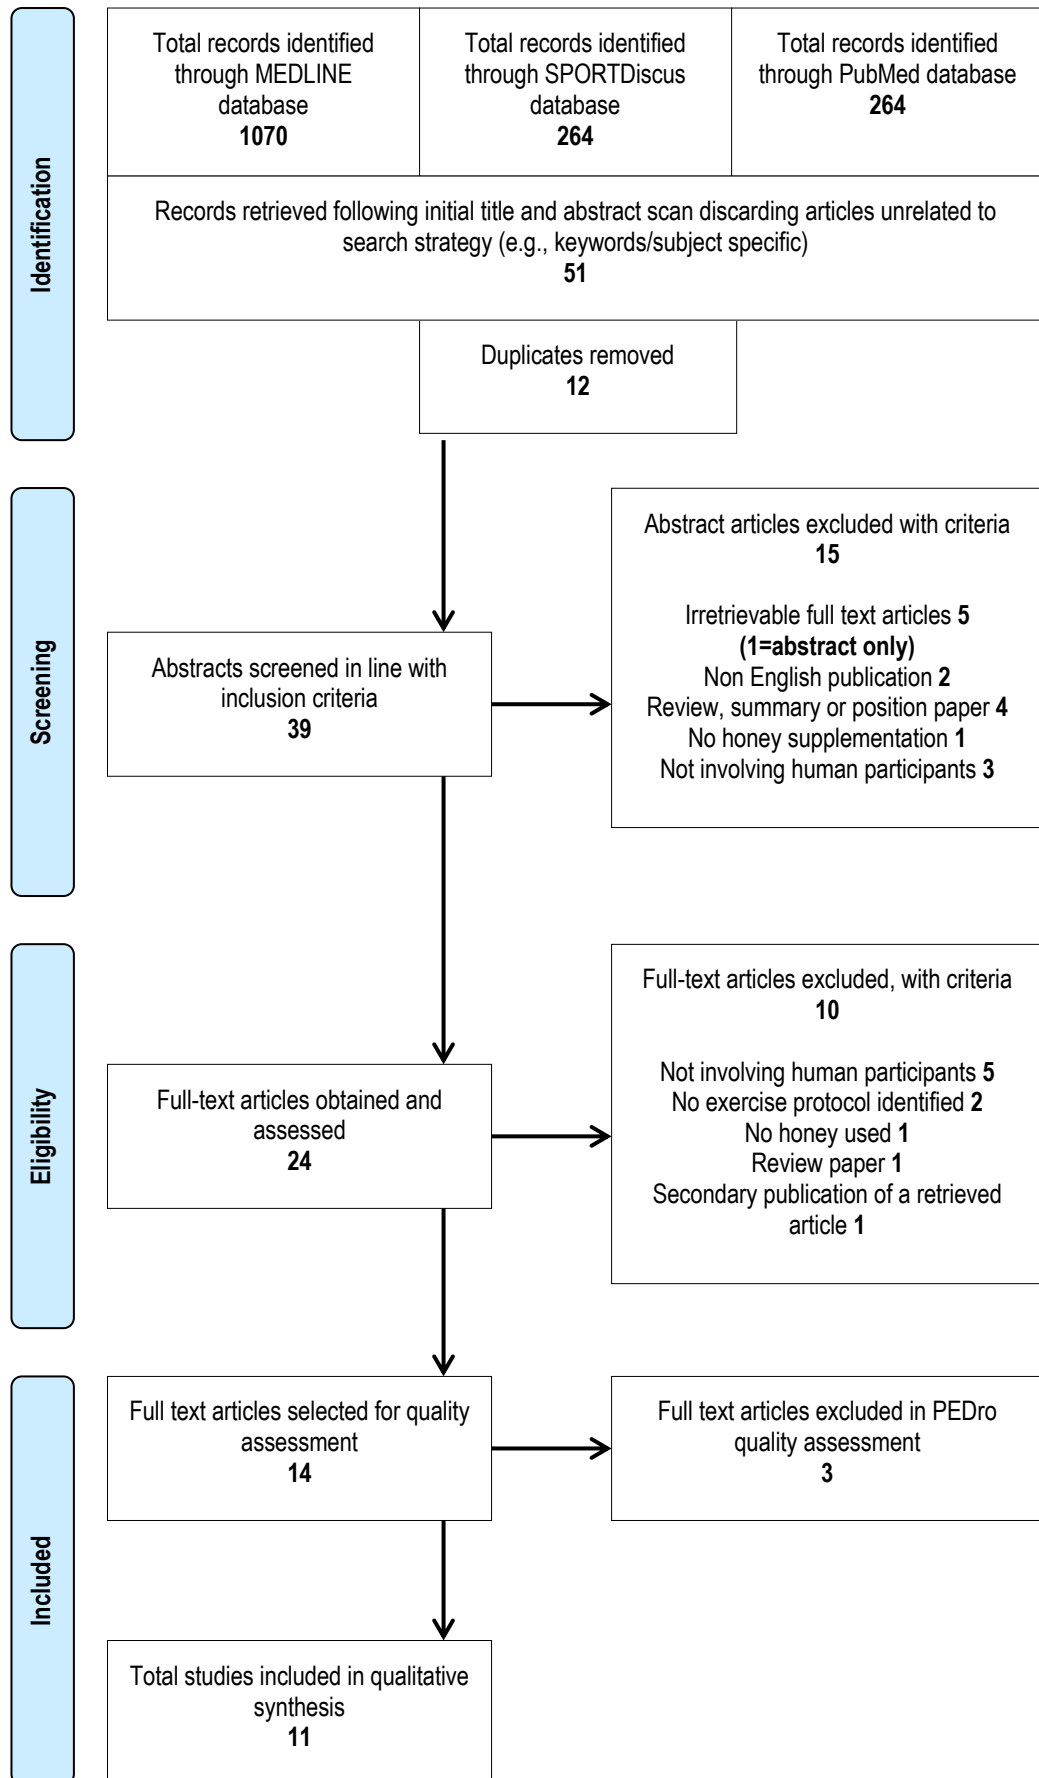 Identification
Total records identified
through MEDLINE
database
1070
Total records identified
through SPORTDiscus
database
264
Total records identified
through PubMed database
264
Records retrieved following initial title and abstract scan discarding articles unrelated to
search strategy (e.g., keywords/subject specific)
51
Duplicates removed
12
Screening
Abstracts screened in line with
inclusion criteria
39
Abstract articles excluded with criteria
15
Irretrievable full text articles 5
(1=abstract only)
Non English publication 2
Review, summary or position paper 4
No honey supplementation 1
Not involving human participants 3
Eligibility
Full-text articles obtained and
assessed
24
Full-text articles excluded, with criteria
10
Not involving human participants 5
No exercise protocol identified 2
No honey used 1
Review paper 1
Secondary publication of a retrieved
article 1
Included
Full text articles selected for quality
assessment
14
Full text articles excluded in PEDro
quality assessment
3
Total studies included in qualitative
synthesis
11